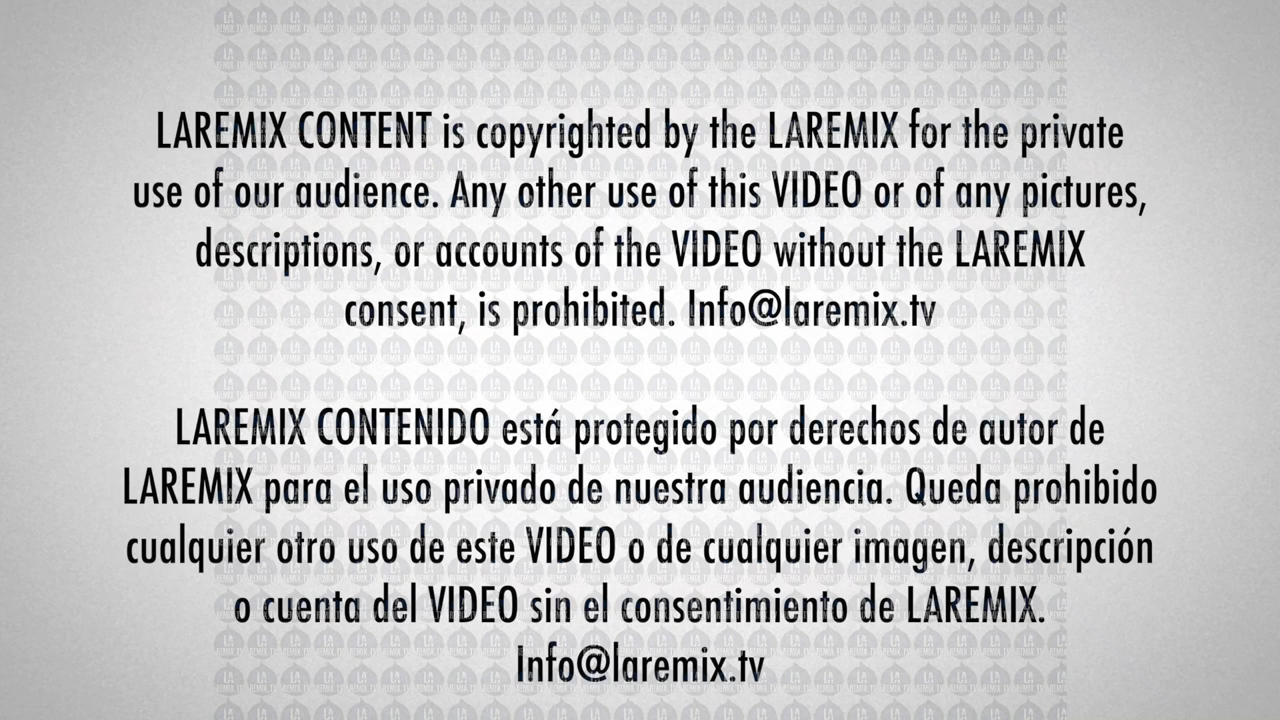 LAREMIX CONTENT is copyrighted by the LAREMIX for the private
use of our audience. Any other use of this VIDEO or of any pictures,
descriptions, or accounts of the VIDEO without the LAREMIX
consent, is prohibited. Info@laremix.tv
LAREMIX CONTENIDO está protegido por derechos de autor de
LAREMIX para el uso privado de nuestra audiencia. Queda prohibido
cualquier otro uso de este VIDEO o de cualquier imagen, descripción
o cuenta del VIDEO sin el consentimiento de LAREMIX.
Info@laremix.tv